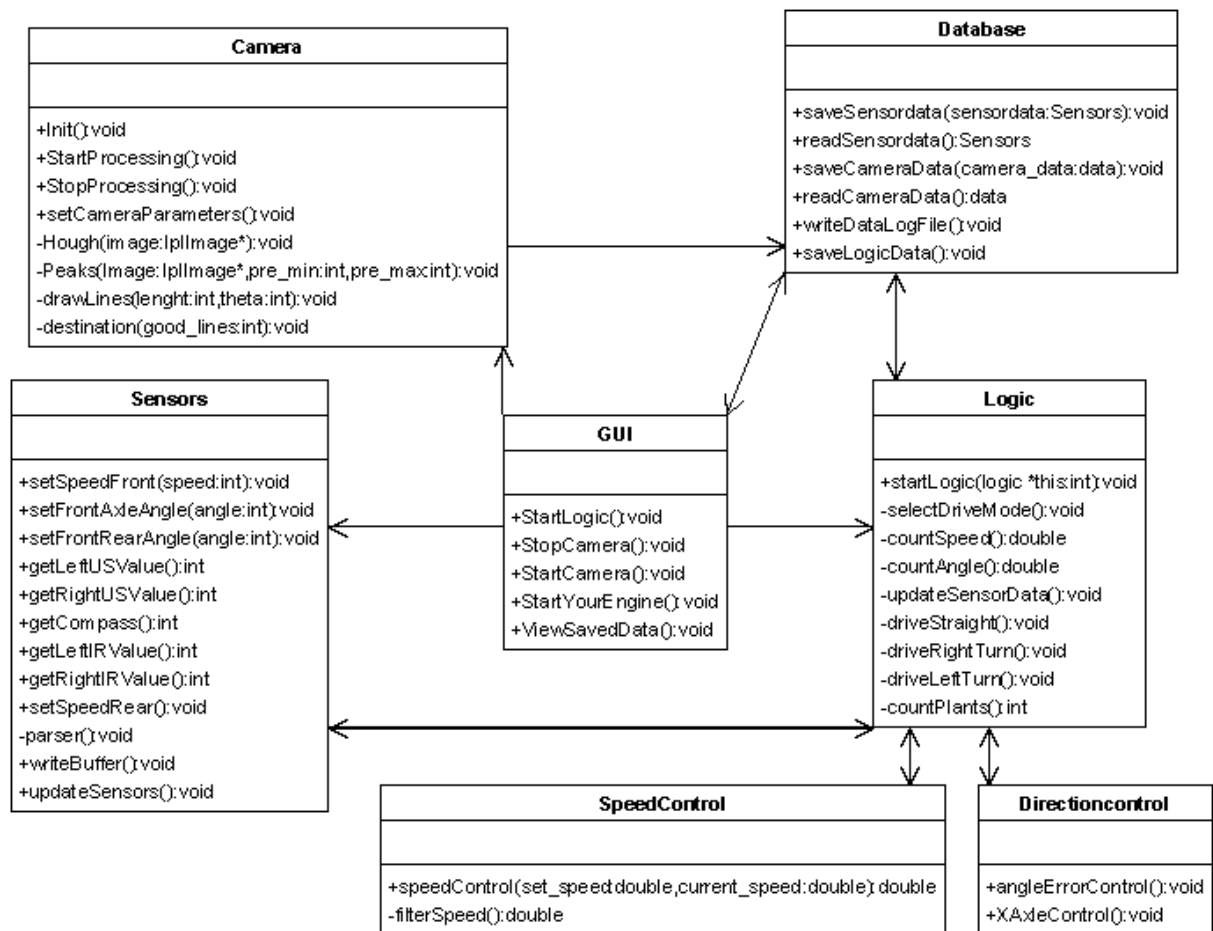 Camera
+Init():void
+StartProcessing():void
+StopProcessing():void
+setCameraParameters():void
-Hough(image:IplImage*):void
-Peaks(Image:IplImage*,pre_min:int,pre_max:int):void
-drawLines(lenght:int,theta:int):void
-destination(good_lines:int):void
Database
+saveSensordata(sensordata:Sensors):void
+readSensordata():Sensors
+saveCameraData(camera_data:data):void
+readCameraData():data
+writeDataLogFile():void
+saveLogicData():void
Sensors
+setSpeedFront(speed:int):void
+setFrontAxleAngle(angle:int):void
+setFrontRearAngle(angle:int):void
+getLeftUSValue():int
+getRightUSValue():int
+getCompass():int
+getLeftIRValue():int
+getRightIRValue():int
+setSpeedRear():void
-parser():void
+writeBuffer():void
+updateSensors():void
GUI
+StartLogic():void
+StopCamera():void
+StartCamera():void
+StartYourEngine():void
+ViewSavedData():void
Logic
+startLogic(logic *this:int):void
-selectDriveMode():void
-countSpeed():double
-countAngle():double
-updateSensorData():void
-driveStraight():void
-driveRightTurn():void
-driveLeftTurn():void
-countPlants():int
SpeedControl
+speedControl(set_speed:double,current_speed:double):double
-filterSpeed():double
Directioncontrol
+angleErrorControl():void
+XAxleControl():void